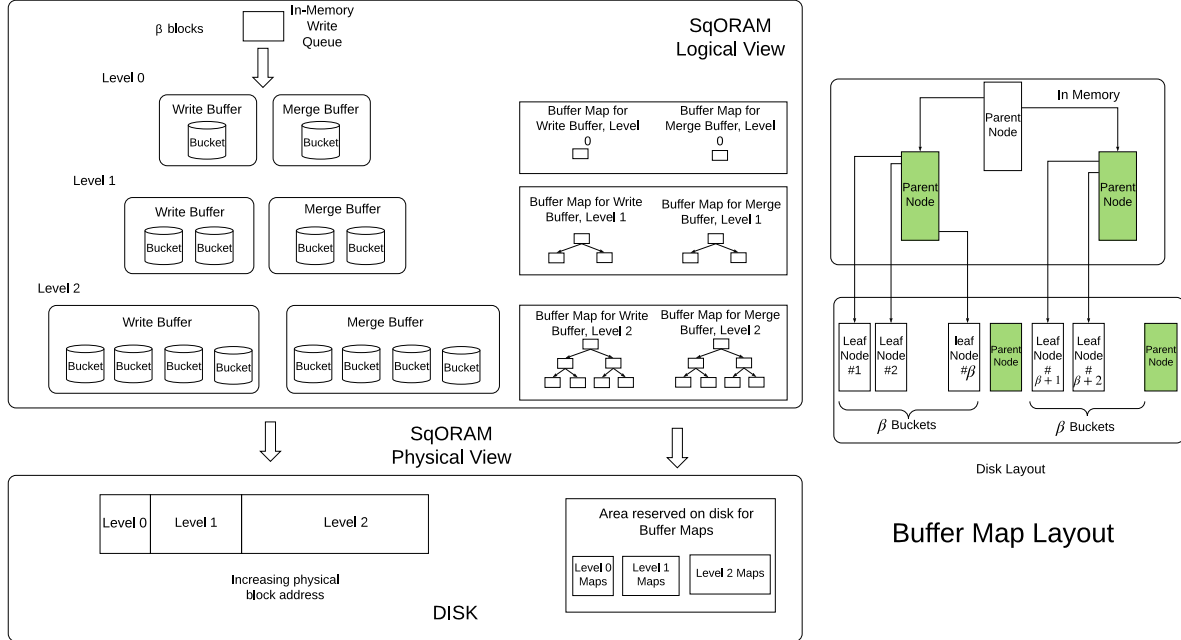 β blocks
In-Memory
Write
Queue
SqORAM
Logical View
Level 0
Write Buffer
Bucket
Merge Buffer
Bucket
Buffer Map for
Write Buffer, Level
0
Buffer Map for
Merge Buffer, Level
0
Level 1
Write Buffer
Bucket Bucket
Merge Buffer
Bucket Bucket
Buffer Map for Write
Buffer, Level 1
Buffer Map for Merge
Buffer, Level 1
Level 2
Write Buffer
Bucket Bucket Bucket Bucket
Merge Buffer
Bucket Bucket Bucket Bucket
Buffer Map for Write
Buffer, Level 2
Buffer Map for Merge
Buffer, Level 2
SqORAM
Physical View
Level 0 Level 1 Level 2
Increasing physical
block address
DISK
Area reserved on disk for
Buffer Maps
Level 0
Maps
Level 1
Maps
Level 2 Maps
In Memory
Parent
Node
Parent
Node
Parent
Node
Leaf
Node
#1
Leaf
Node
#2
leaf
Node
#β
Parent
Node
Leaf
Node
#
β + 1
Leaf
Node
#
β + 2
Parent
Node
β Buckets
β Buckets
Disk Layout
Buffer Map Layout